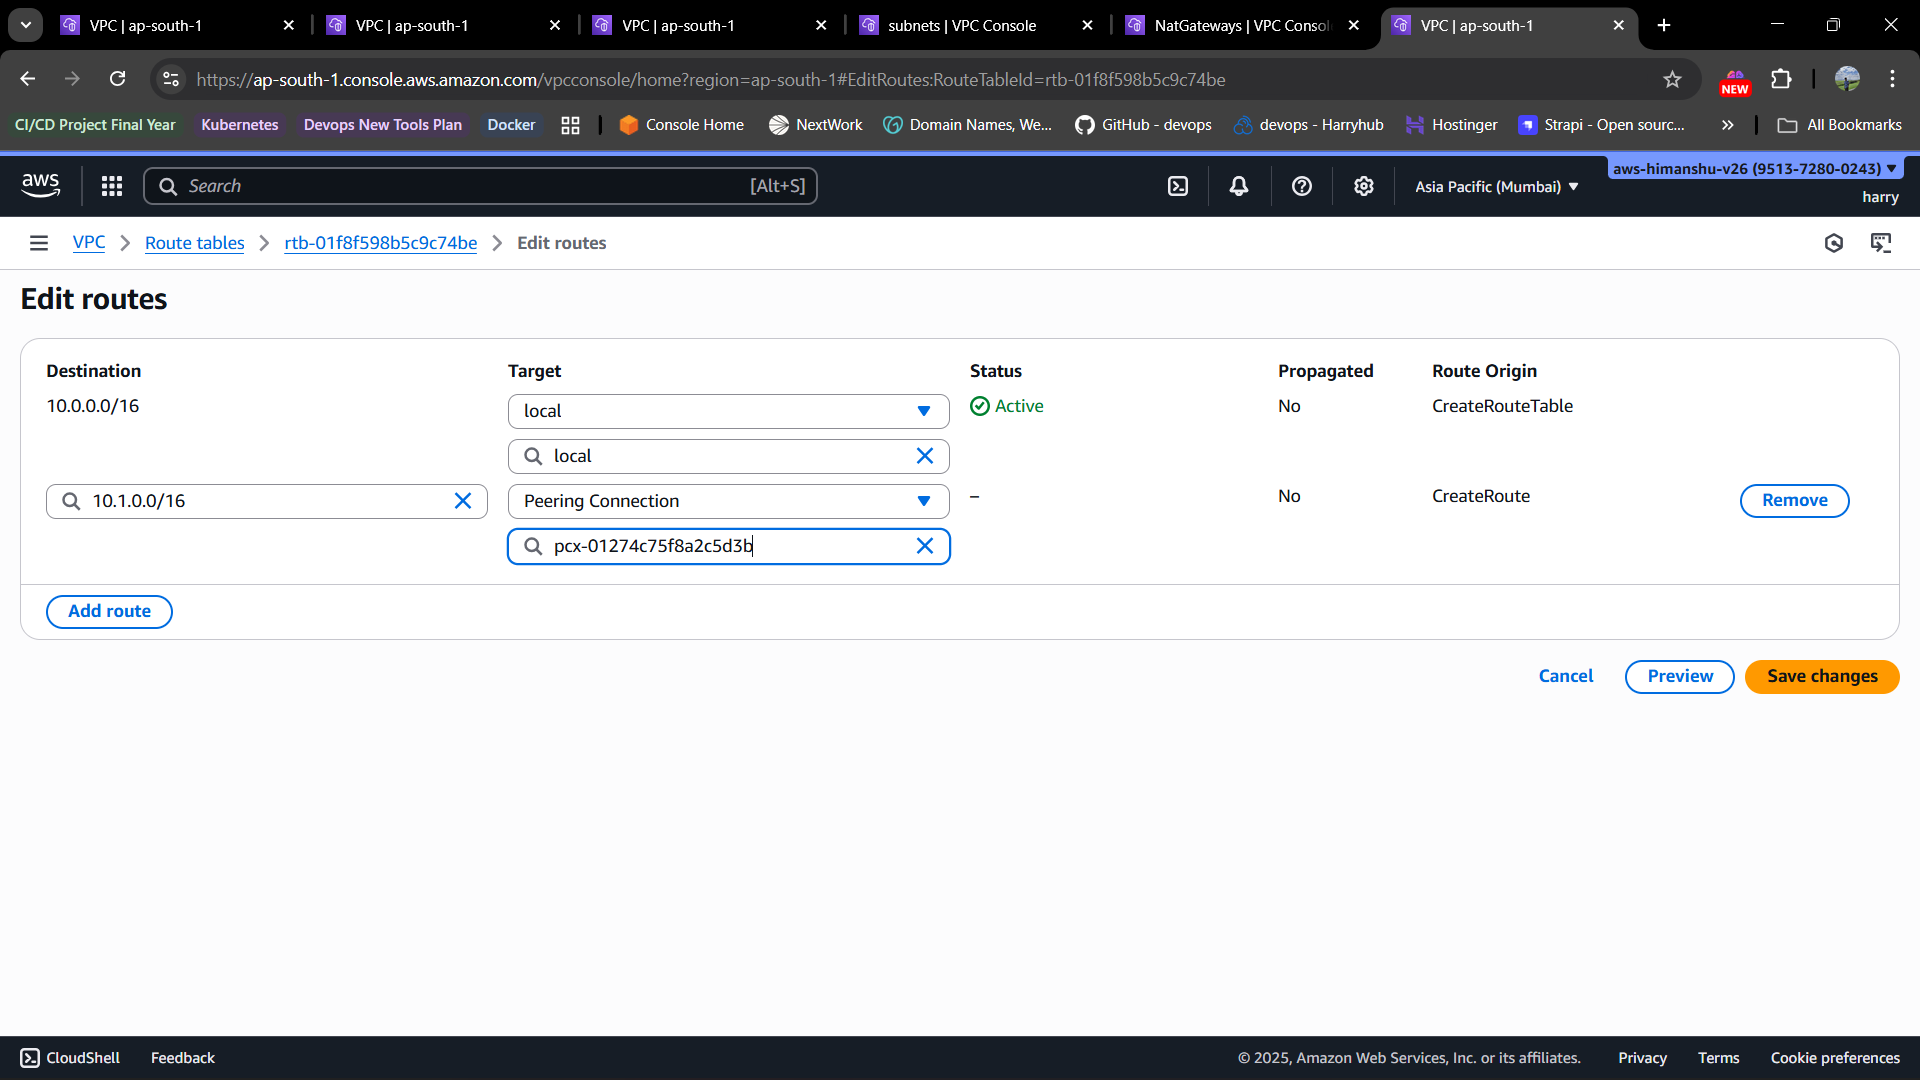 VPC | ap-south-1
VPC | ap-south-1
VPC | ap-south-1
subnets | VPC Console
NatGateways | VPC Consol
VPC | ap-south-1
https://ap-south-1.console.aws.amazon.com/vpcconsole/home?region=ap-south-1#EditRoutes:RouteTableId=rtb-01f8f598b5c9c74be
NEW
CI/CD Project Final Year
Kubernetes
Devops New Tools Plan
Docker
Console Home
NextWork
Domain Names, We...
GitHub - devops
devops - Harryhub
Hostinger
Strapi - Open sourc...
All Bookmarks
aws
Search
[Alt+S]
Asia Pacific (Mumbai)
aws-himanshu-v26 (9513-7280-0243)
harry
VPC
Route tables
rtb-01f8f598b5c9c74be
Edit routes
Edit routes
Destination Target Status Propagated Route Origin
10.0.0.0/16 local Active No CreateRouteTable
local
10.1.0.0/16 Peering Connection – No CreateRoute Remove
pcx-01274c75f8a2c5d3b
Add route
Cancel Preview Save changes
CloudShell Feedback © 2025, Amazon Web Services, Inc. or its affiliates. Privacy Terms Cookie preferences